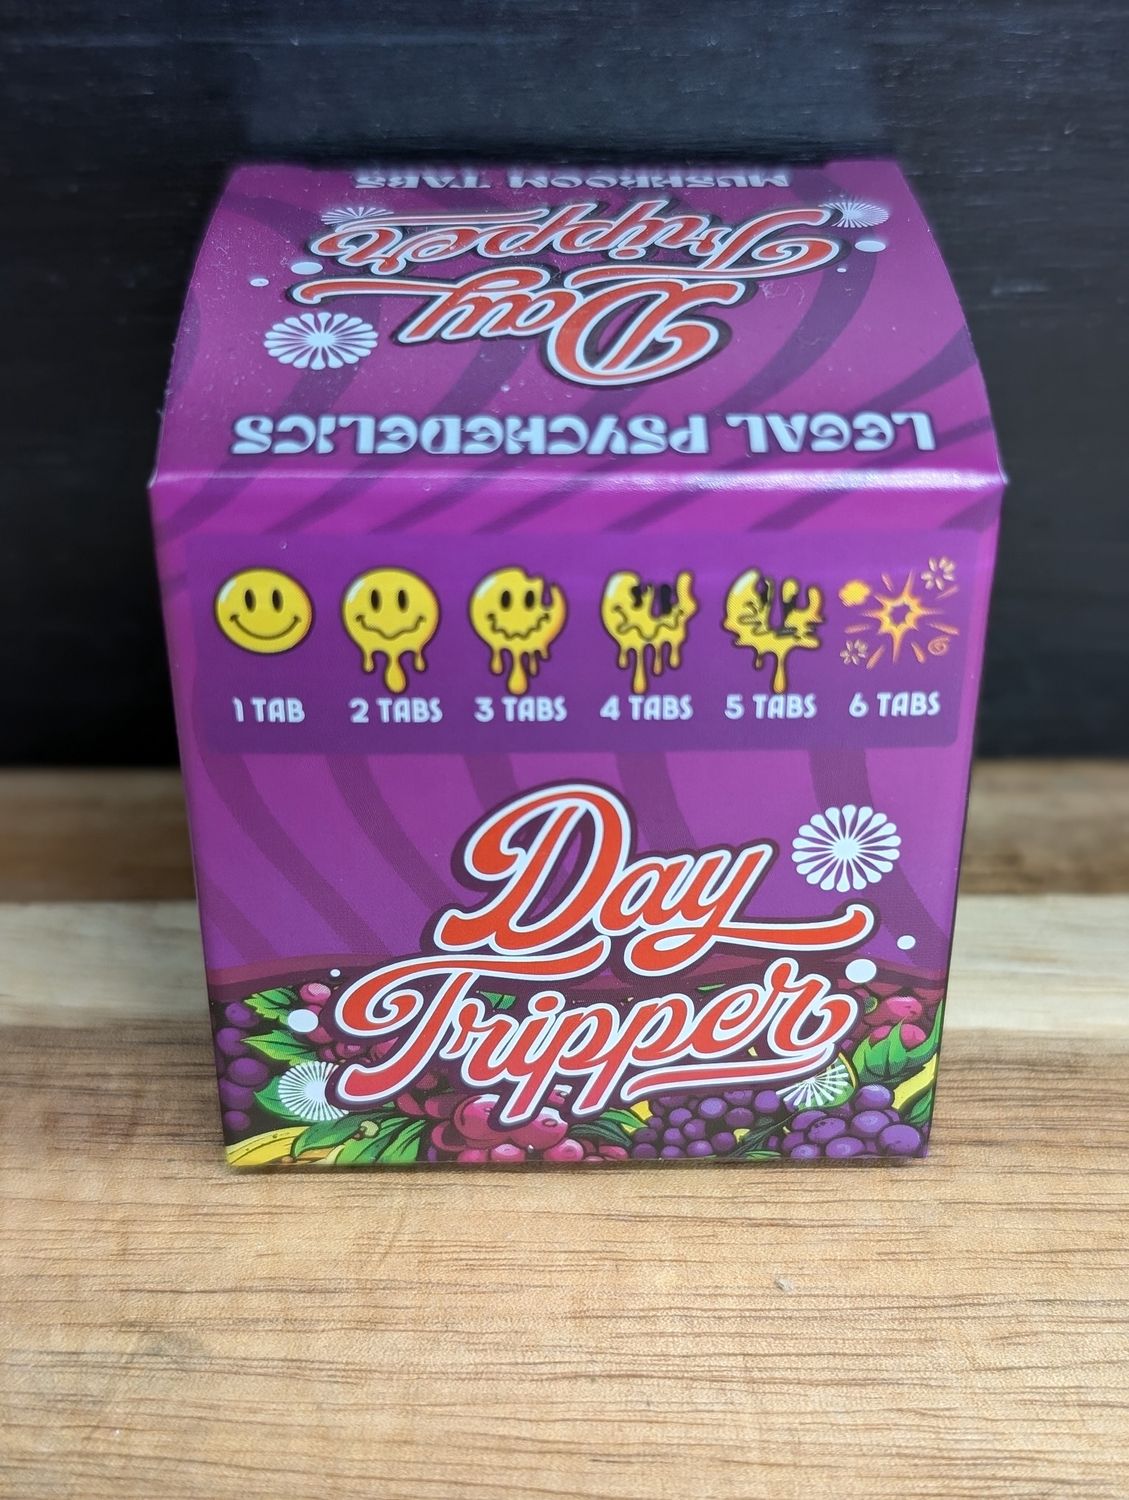 MUSHROOM TABS
Day
Tripper
LEGAL PSYCHEDELICS
1 TAB 2 TABS 3 TABS 4 TABS 5 TABS 6 TABS
Day
Tripper